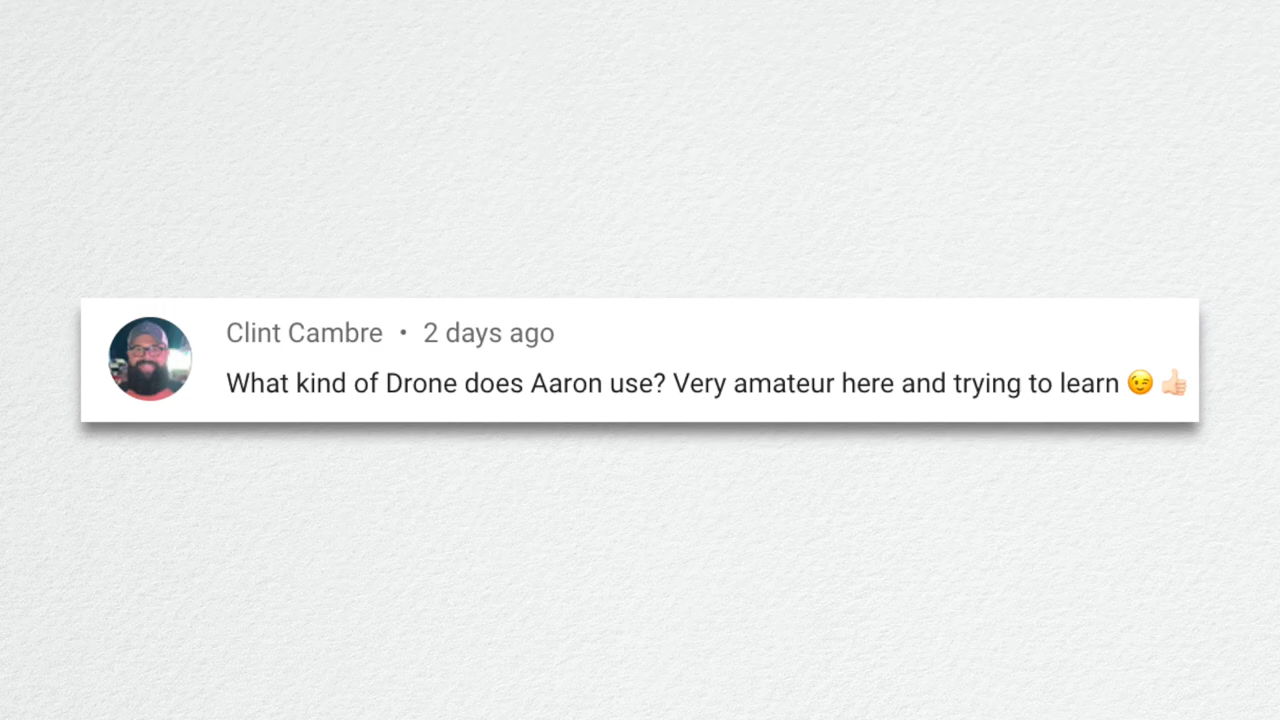 Clint Cambre • 2 days ago
What kind of Drone does Aaron use? Very amateur here and trying to learn 😉 👍🏻